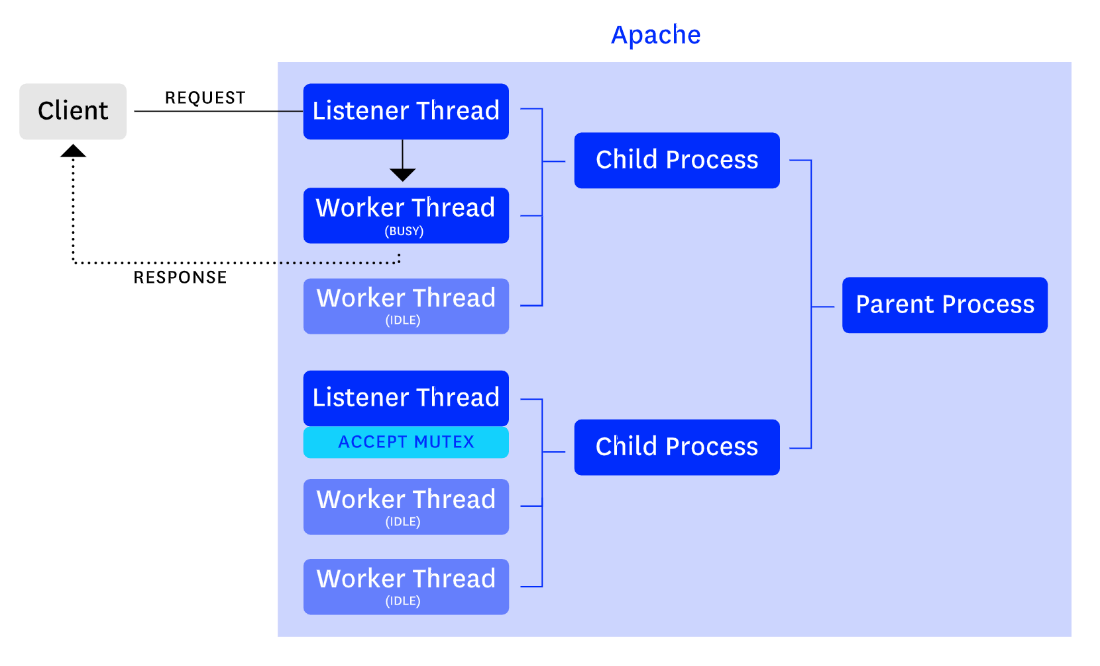 Apache
Client
REQUEST
Listener Thread
Worker Thread
(BUSY)
RESPONSE
Worker Thread
(IDLE)
Child Process
Listener Thread
ACCEPT MUTEX
Worker Thread
(IDLE)
Worker Thread
(IDLE)
Child Process
Parent Process